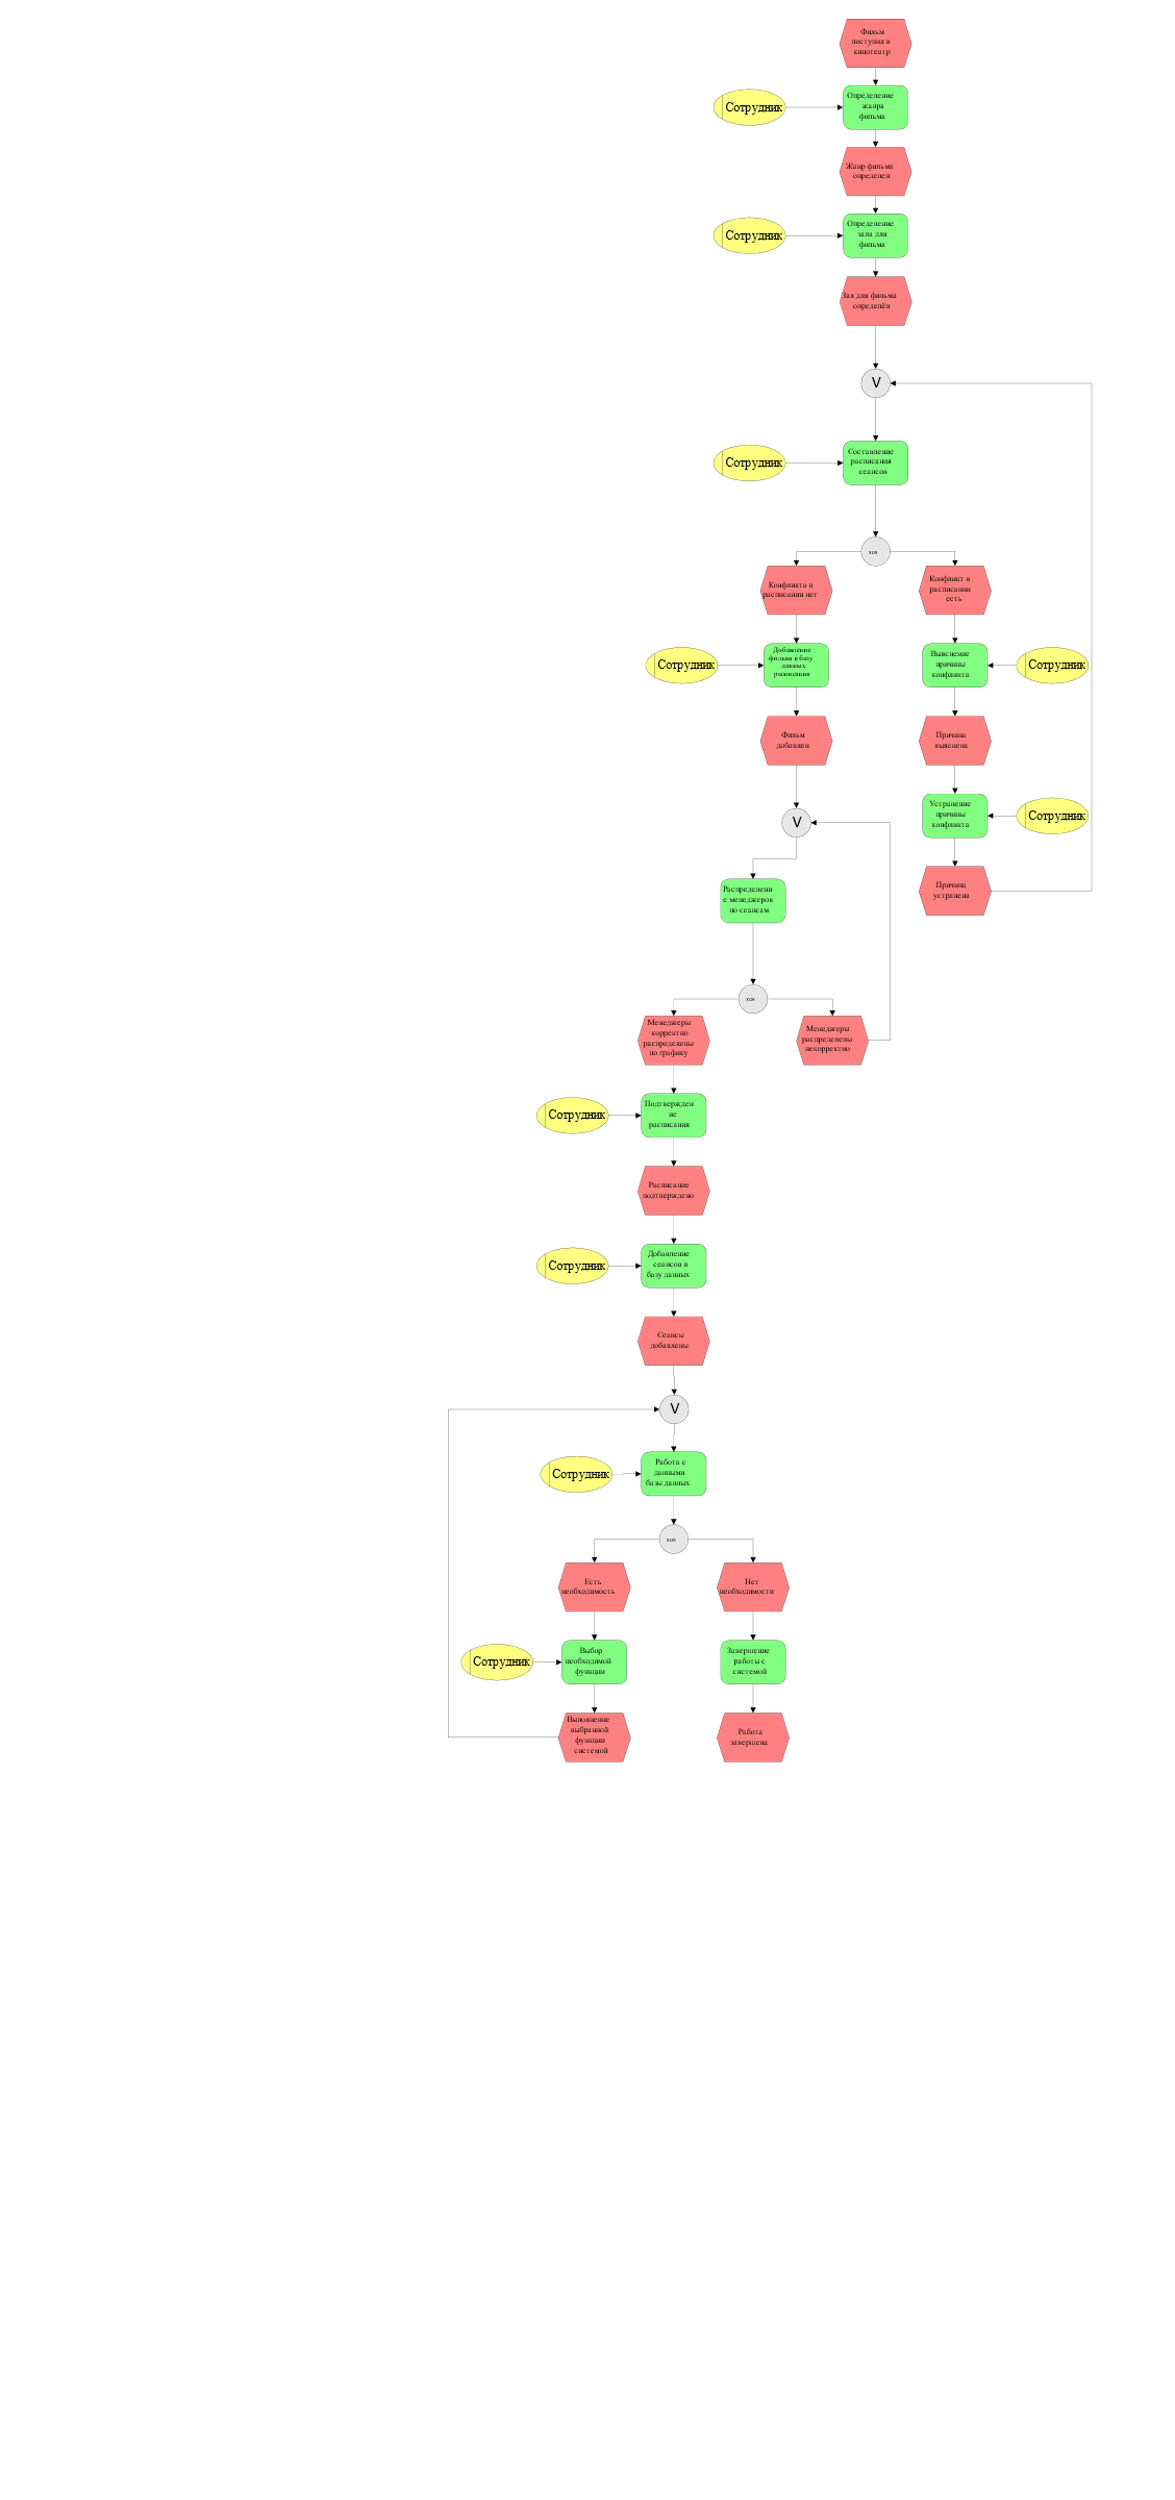 Фильм
поступил в
кинотеатр
Сотрудник
Определение
жанра
фильма
Жанр фильма
определен
Сотрудник
Определение
зала для
фильма
Зал для фильма
определён
V
Сотрудник
Составление
расписания
сеансов
XOR
Конфликта в
расписании нет
Конфликт в
расписании
есть
Сотрудник
Добавление
фильма в базу
данных
расписания
Выяснение
причины
конфликта
Сотрудник
Фильм
добавлен
Причина
выяснена
V
Устранение
причины
конфликта
Сотрудник
Распределени
е менеджеров
по сеансам
Причина
устранена
XOR
Менеджеры
корректно
распределены
по графику
Менеджеры
распределены
некорректно
Сотрудник
Подтвержден
ие
расписания
Расписание
подтверждено
Сотрудник
Добавление
сеансов в
базу данных
Сеансы
добавлены
V
Сотрудник
Работа с
данными
базы данных
XOR
Есть
необходимость
Нет
необходимости
Сотрудник
Выбор
необходимой
функции
Завершение
работы с
системой
Выполнение
выбранной
функции
системой
Работа
завершена